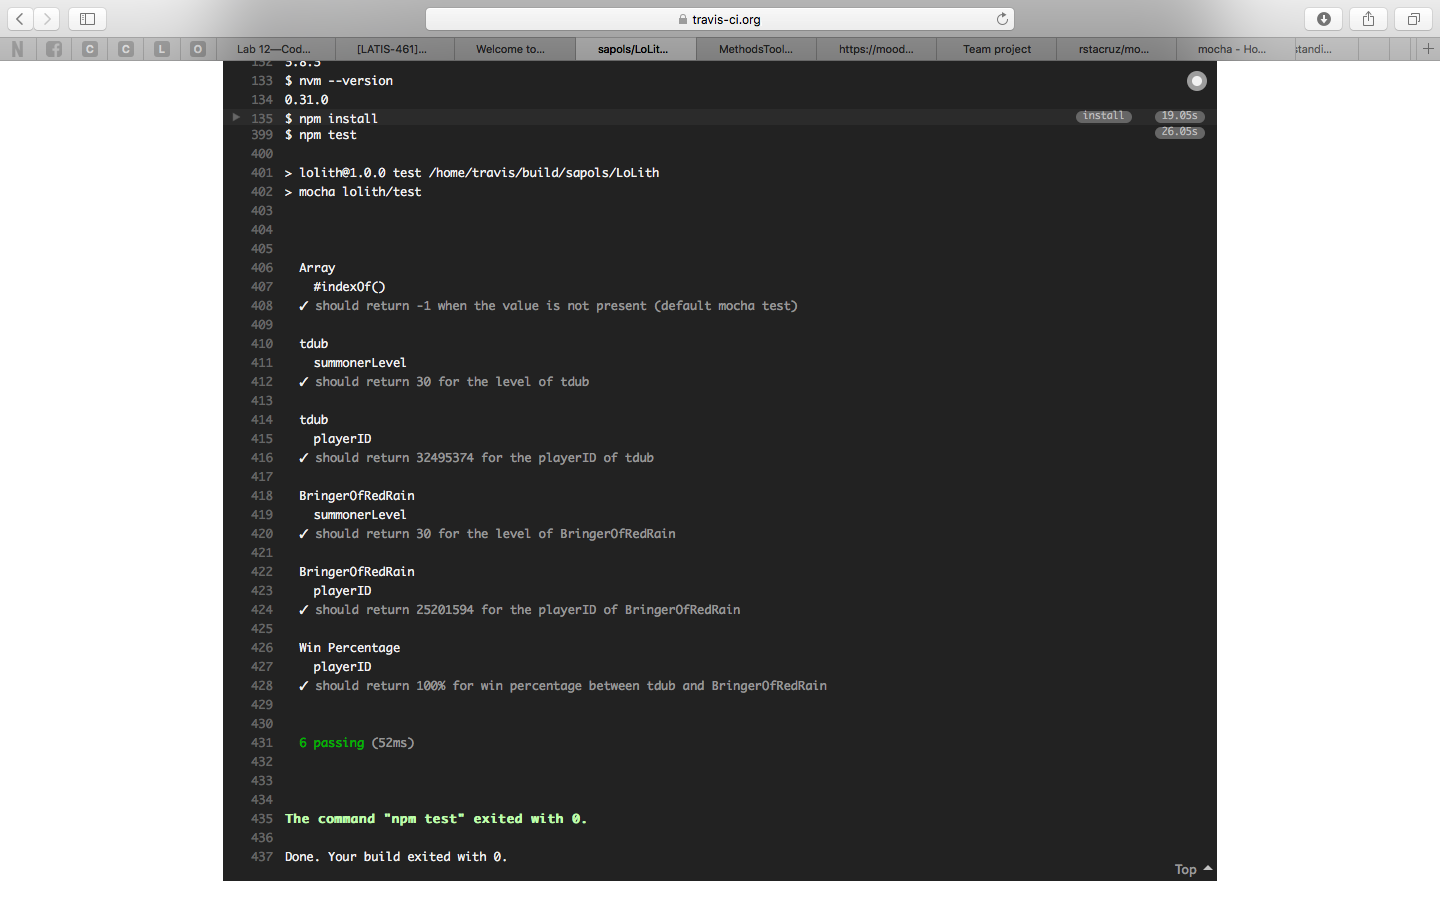 travis-ci.org
N f C C L O Lab 12—Cod... [LATIS-461]... Welcome to... sapols/LoLit... MethodsTool... https://mood... Team project rstacruz/mo... mocha - Ho... standi... +
132 5.8.5
133 $ nvm --version
134 0.31.0
135 $ npm install install 19.05s
399 $ npm test 26.05s
400
401 > lolith@1.0.0 test /home/travis/build/sapols/LoLith
402 > mocha lolith/test
403
404
405
406 Array
407 #indexOf()
408 ✓ should return -1 when the value is not present (default mocha test)
409
410 tdub
411 summonerLevel
412 ✓ should return 30 for the level of tdub
413
414 tdub
415 playerID
416 ✓ should return 32495374 for the playerID of tdub
417
418 BringerOfRedRain
419 summonerLevel
420 ✓ should return 30 for the level of BringerOfRedRain
421
422 BringerOfRedRain
423 playerID
424 ✓ should return 25201594 for the playerID of BringerOfRedRain
425
426 Win Percentage
427 playerID
428 ✓ should return 100% for win percentage between tdub and BringerOfRedRain
429
430
431 6 passing (52ms)
432
433
434
435 The command "npm test" exited with 0.
436
437 Done. Your build exited with 0.
Top